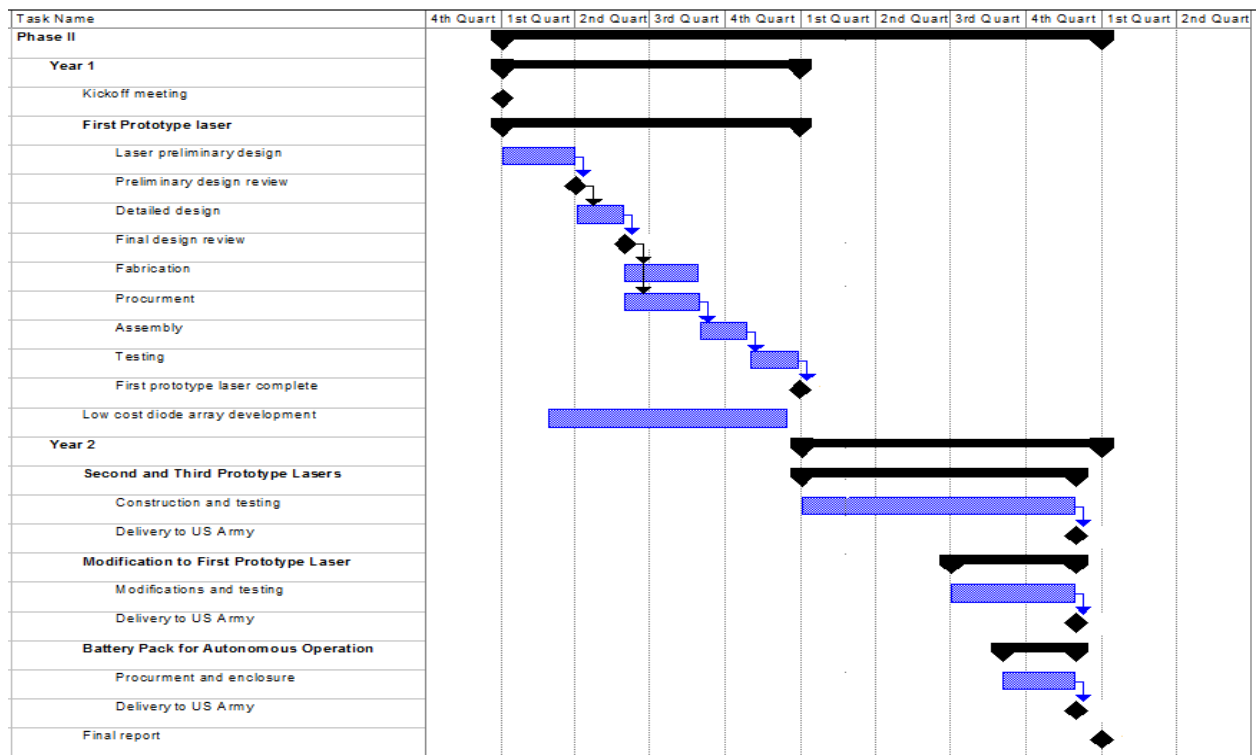 Task Name 4th Quart 1st Quart 2nd Quart 3rd Quart 4th Quart 1st Quart 2nd Quart 3rd Quart 4th Quart 1st Quart 2nd Quart
Phase II
Year 1
Kickoff meeting
First Prototype laser
Laser preliminary design
Preliminary design review
Detailed design
Final design review
Fabrication
Procurment
Assembly
Testing
First prototype laser complete
Low cost diode array development
Year 2
Second and Third Prototype Lasers
Construction and testing
Delivery to US Army
Modification to First Prototype Laser
Modifications and testing
Delivery to US Army
Battery Pack for Autonomous Operation
Procurment and enclosure
Delivery to US Army
Final report